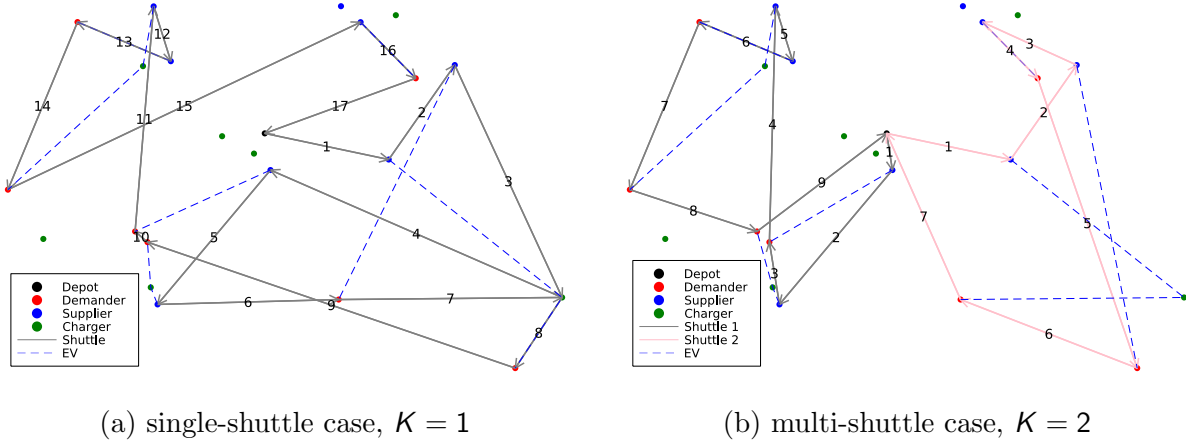 12
13
16
14
15
17
11
2
1
3
5
4
10
6
9
7
8
Depot
Demander
Supplier
Charger
Shuttle
EV
(a) single-shuttle case, K = 1
5
6
3
4
7
4
2
1
1
9
8
2
7
5
3
6
Depot
Demander
Supplier
Charger
Shuttle 1
Shuttle 2
EV
(b) multi-shuttle case, K = 2